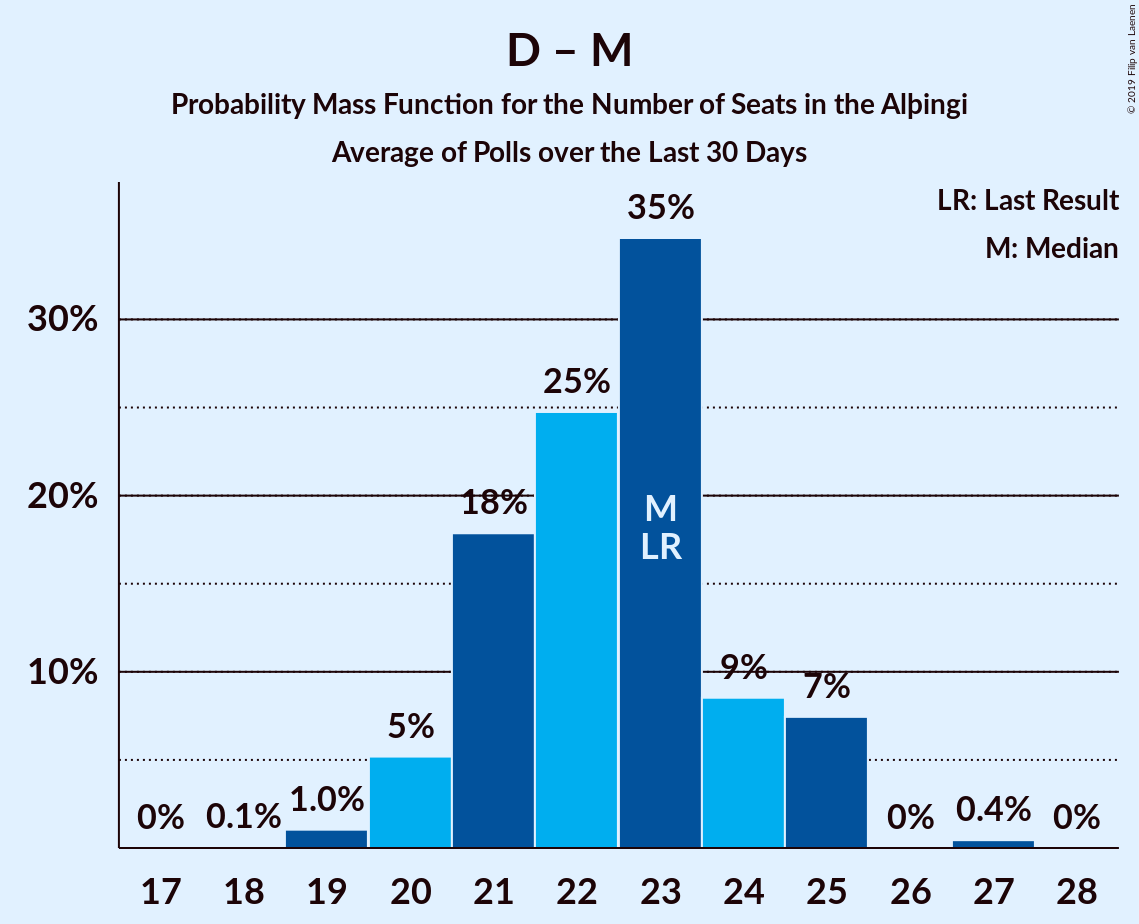 D – M
Probability Mass Function for the Number of Seats in the Alþingi
Average of Polls over the Last 30 Days
© 2019 Filip van Laenen
LR: Last Result
M: Median
35%
30%
25%
20%
18%
M
LR
10%
9%
7%
5%
1.0%
0%
0.1%
0%
0.4%
0%
17 18 19 20 21 22 23 24 25 26 27 28